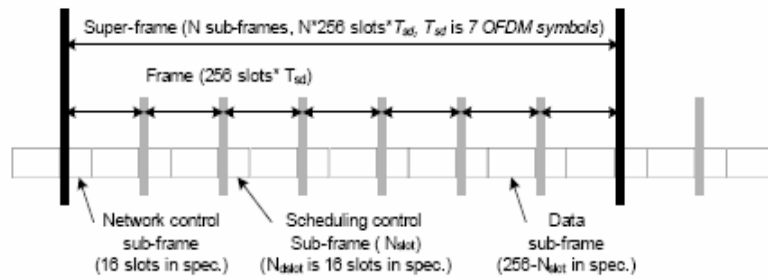 Super-frame (N sub-frames, N*256 slots*Tsd, Tsd is 7 OFDM symbols)
Frame (256 slots* Tsd)
Network control
sub-frame
(16 slots in spec.)
Scheduling control
Sub-frame ( Nslot)
(Ndslot is 16 slots in spec.)
Data
sub-frame
(256-Nslot in spec.)